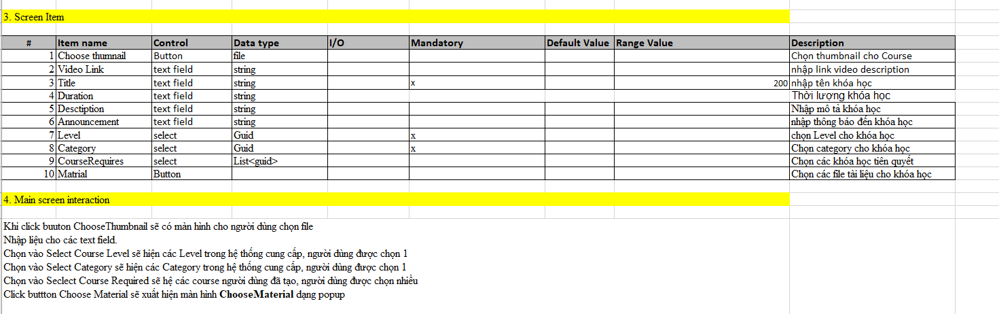 3. Screen Item
# Item name Control Data type I/O Mandatory Default Value Range Value Description
1 Choose thumnail Button file Chọn thumbnail cho Course
2 Video Link text field string nhập link video description
3 Title text field string x 200 nhập tên khóa học
4 Duration text field string Thời lượng khóa học
5 Desctiption text field string Nhập mô tả khóa học
6 Announcement text field string nhập thông báo đến khóa học
7 Level select Guid x chọn Level cho khóa học
8 Category select Guid x Chọn category cho khóa học
9 CourseRequires select List<guid> Chọn các khóa học tiên quyết
10 Matrial Button Chọn các file tài liệu cho khóa học
4. Main screen interaction
Khi click buuton ChooseThumbnail sẽ có màn hình cho người dùng chọn file
Nhập liệu cho các text field.
Chọn vào Select Course Level sẽ hiện các Level trong hệ thống cung cấp, người dùng được chọn 1
Chọn vào Select Category sẽ hiện các Category trong hệ thống cung cấp, người dùng được chọn 1
Chọn vào Seclect Course Required sẽ hệ các course người dùng đã tạo, người dùng được chọn nhiều
Click buttton Choose Material sẽ xuất hiện màn hình ChooseMaterial dạng popup